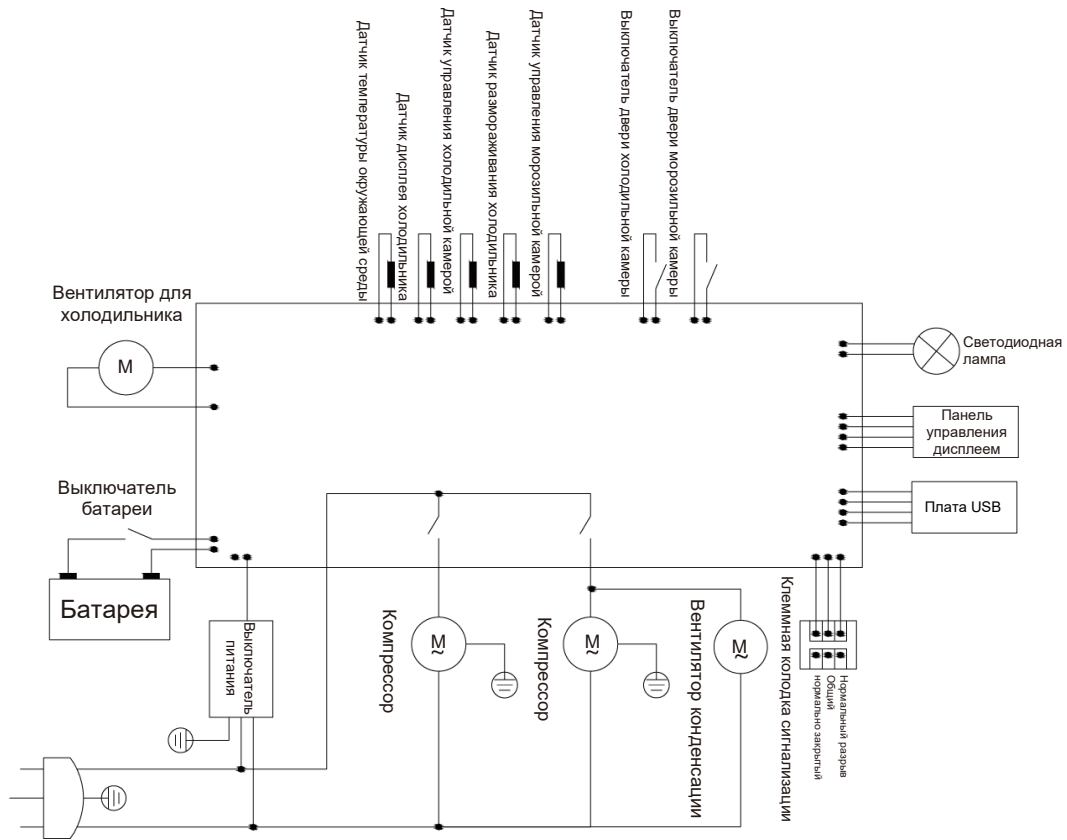 Датчик температуры окружающей среды
Датчик дисплея холодильника
Датчик управления холодильной камерой
Датчик размораживания холодильника
Датчик управления морозильной камерой
Выключатель двери холодильной камеры
Выключатель двери морозильной камеры
Вентилятор для
холодильника
M
Светодиодная
лампа
Панель
управления
дисплеем
Плата USB
Выключатель
батареи
Батарея
Выключатель
питания
Компрессор
M
~
Компрессор
M
~
Вентилятор конденсации
M
~
Клеммная колодка сигнализации
Нормальный разрыв
Общий
нормально закрытый